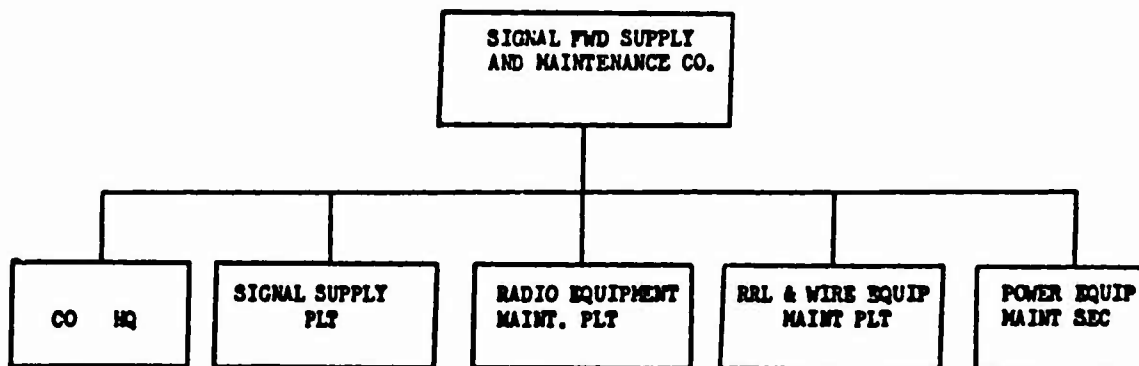 SIGNAL FWD SUPPLY
AND MAINTENANCE CO.
CO HQ
SIGNAL SUPPLY
PLT
RADIO EQUIPMENT
MAINT. PLT
RRL & WIRE EQUIP
MAINT PLT
POWER EQUIP
MAINT SEC